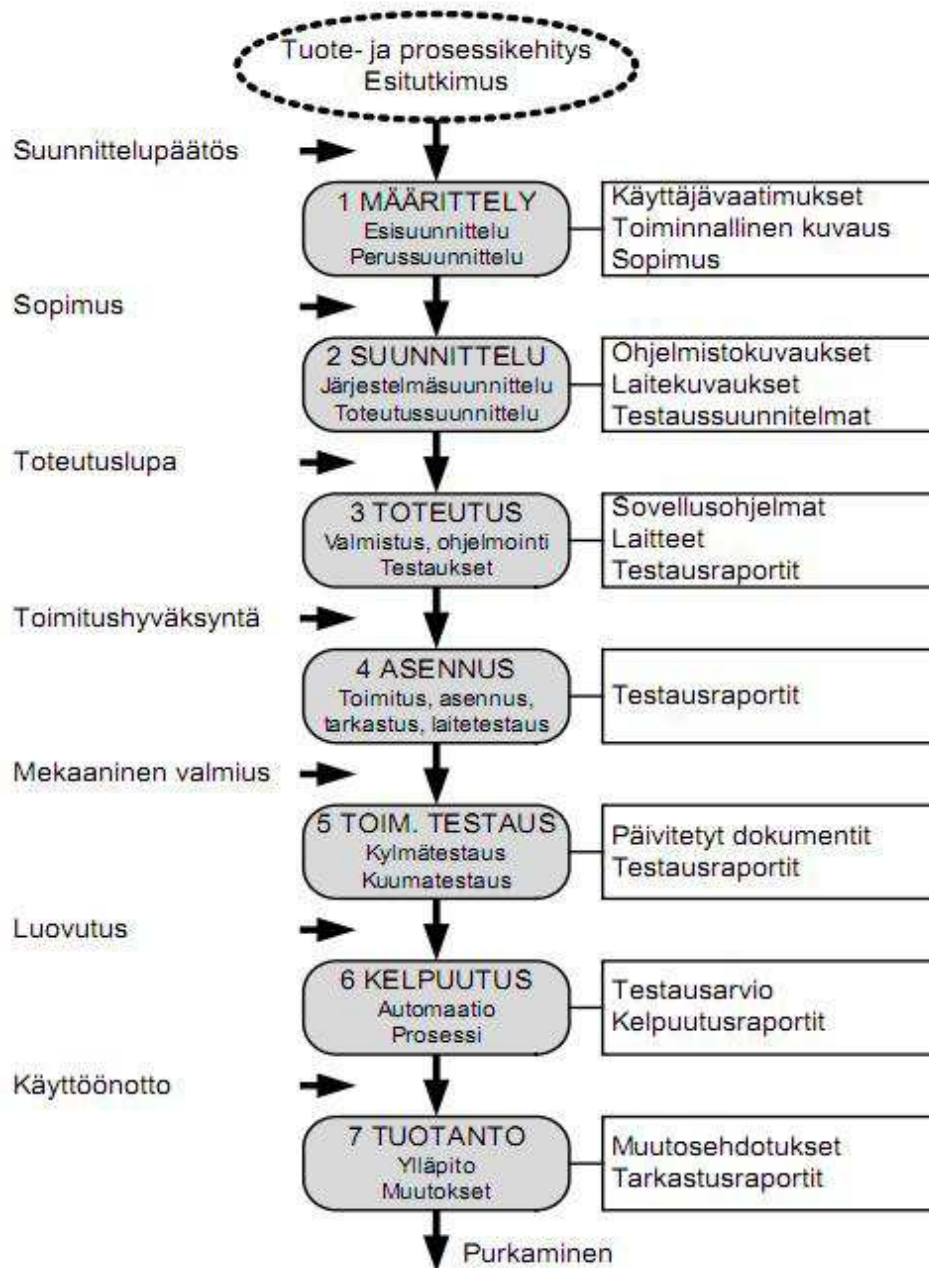 Tuote- ja prosessikehitys
Esitutkimus
Suunnittelupäätös
1 MÄÄRITTELY
Esisuunnittelu
Perussuunnittelu
Käyttäjävaatimukset
Toiminnallinen kuvaus
Sopimus
Sopimus
2 SUUNNITTELU
Järjestelmäsuunnittelu
Toteutussuunnittelu
Ohjelmistokuvaukset
Laitekuvaukset
Testaussuunnitelmat
Toteutuslupa
3 TOTEUTUS
Valmistus, ohjelmointi
Testaukset
Sovellusohjelmat
Laitteet
Testausraportit
Toimitushyväksyntä
4 ASENNUS
Toimitus, asennus,
tarkastus, laitetestaus
Testausraportit
Mekaaninen valmius
5 TOIM. TESTAUS
Kylmätestaus
Kuumatestaus
Päivitetyt dokumentit
Testausraportit
Luovutus
6 KELPUUTUS
Automaatio
Prosessi
Testausarvio
Kelpuutusraportit
Käyttöönotto
7 TUOTANTO
Ylläpito
Muutokset
Muutosehdotukset
Tarkastusraportit
Purkaminen